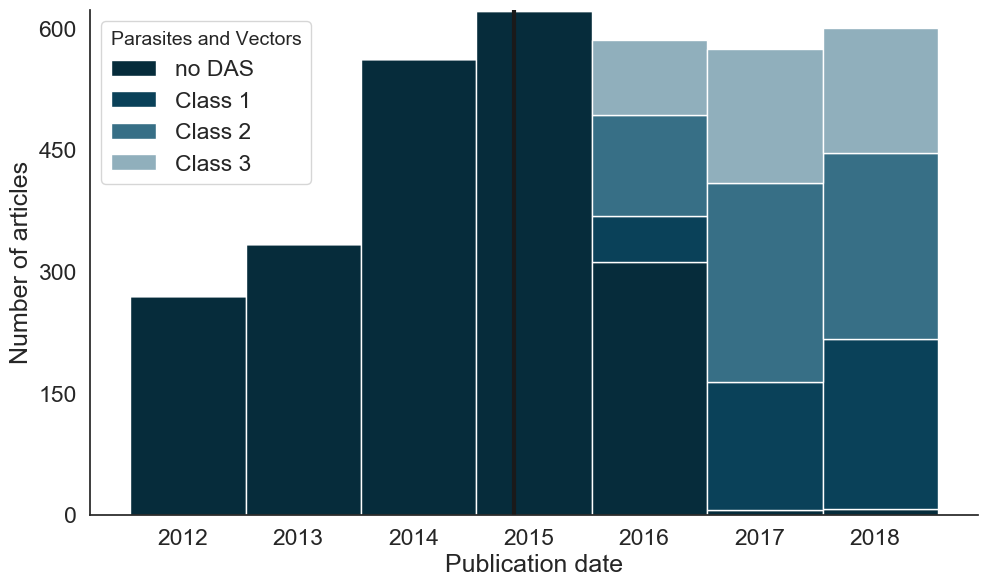 Parasites and Vectors
no DAS
Class 1
Class 2
Class 3
600
450
300
150
0
Number of articles
2012 2013 2014 2015 2016 2017 2018
Publication date